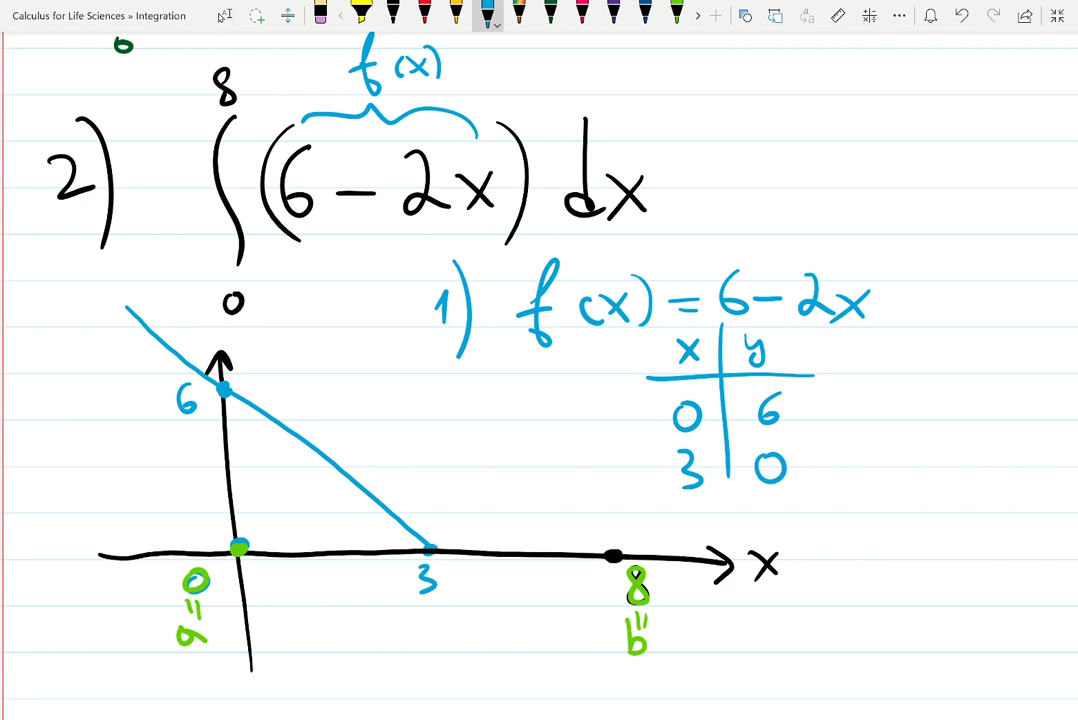 Calculus for Life Sciences » Integration
f(x)
8
2) ∫ (6 - 2x) dx
0
1) f(x) = 6 - 2x
x | y
0 | 6
3 | 0
6
x
0 3 8
= =
a b